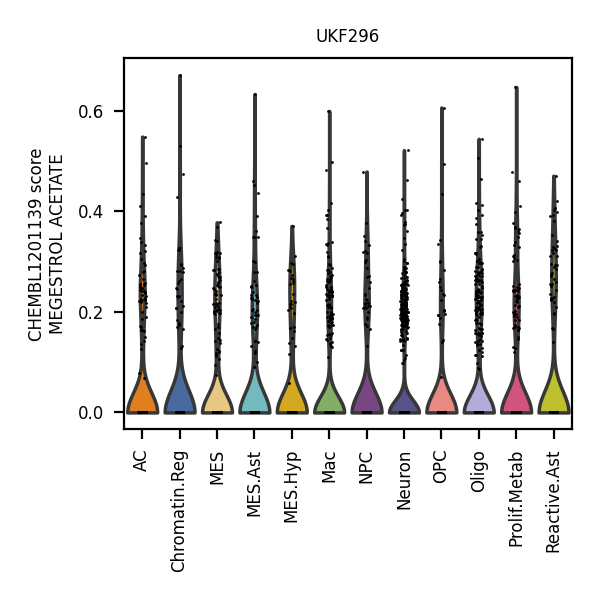 UKF296
CHEMBL1201139 score
MEGESTROL ACETATE
0.6
0.4
0.2
0.0
AC
Chromatin.Reg
MES
MES.Ast
MES.Hyp
Mac
NPC
Neuron
OPC
Oligo
Prolif.Metab
Reactive.Ast